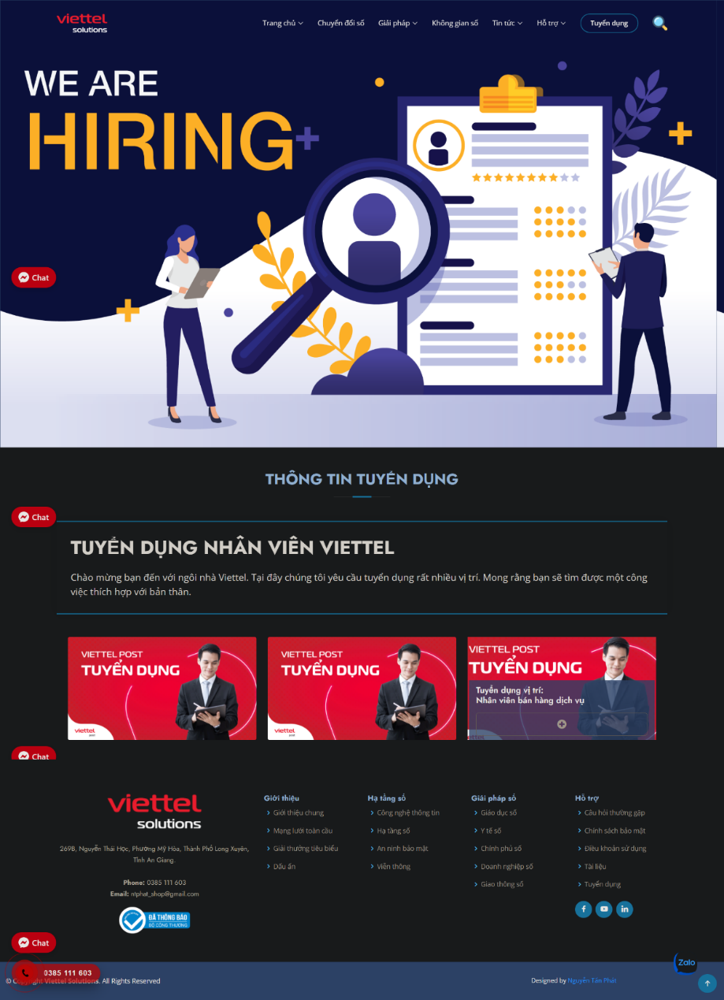 viettel
solutions
Trang chủ
Chuyển đổi số
Giải pháp
Không gian số
Tin tức
Hỗ trợ
Tuyển dụng
WE ARE
HIRING
Chat
THÔNG TIN TUYỂN DỤNG
Chat
TUYỂN DỤNG NHÂN VIÊN VIETTEL
Chào mừng bạn đến với ngôi nhà Viettel. Tại đây chúng tôi yêu cầu tuyển dụng rất nhiều vị trí. Mong rằng bạn sẽ tìm được một công
việc thích hợp với bản thân.
VIETTEL POST
TUYỂN DỤNG
viettel
post
VIETTEL POST
TUYỂN DỤNG
viettel
post
VIETTEL POST
TUYỂN DỤNG
Tuyển dụng vị trí:
Nhân viên bán hàng dịch vụ
Chat
viettel
solutions
269B, Nguyễn Thái Học, Phường Mỹ Hòa, Thành Phố Long Xuyên,
Tỉnh An Giang.
Phone: 0385 111 603
Email: ntphat_shop@gmail.com
ĐÃ THÔNG BÁO
BỘ CÔNG THƯƠNG
Giới thiệu
Giới thiệu chung
Mạng lưới toàn cầu
Giải thưởng tiêu biểu
Dấu ấn
Hạ tầng số
Công nghệ thông tin
Hạ tầng số
An ninh bảo mật
Viễn thông
Giải pháp số
Giáo dục số
Y tế số
Chính phủ số
Doanh nghiệp số
Giao thông số
Hỗ trợ
Câu hỏi thường gặp
Chính sách bảo mật
Điều khoản sử dụng
Tài liệu
Tuyển dụng
Chat
0385 111 603
© Copyright Viettel Solutions. All Rights Reserved
Designed by Nguyễn Tấn Phát
Zalo